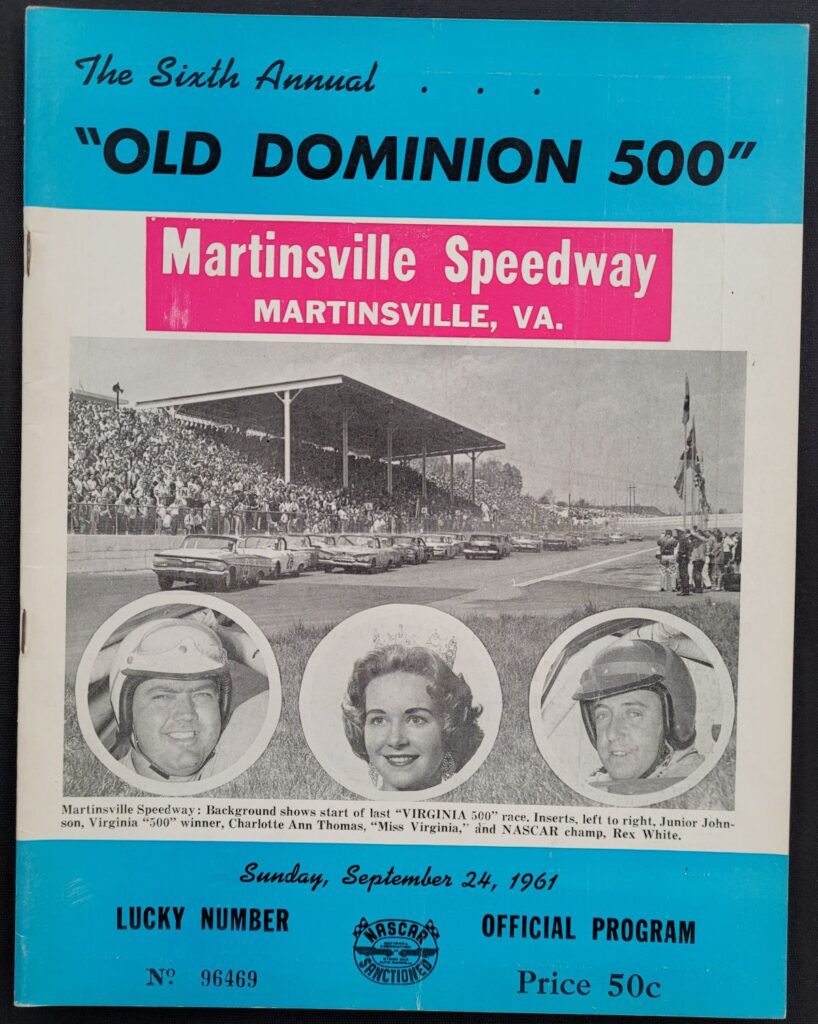 The Sixth Annual . . .
"OLD DOMINION 500"
Martinsville Speedway
MARTINSVILLE, VA.
Martinsville Speedway: Background shows start of last "VIRGINIA 500" race. Inserts, left to right, Junior John-
son, Virginia "500" winner, Charlotte Ann Thomas, "Miss Virginia," and NASCAR champ, Rex White.
Sunday, September 24, 1961
LUCKY NUMBER
Nº 96469
NASCAR
SANCTIONED
OFFICIAL PROGRAM
Price 50c